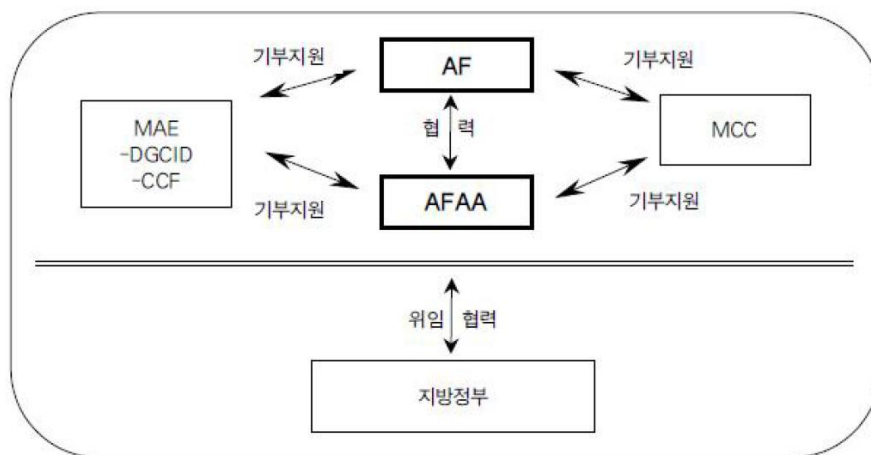 기부지원
AF
기부지원
MAE
-DGCID
-CCF
협 력
MCC
AFAA
기부지원
기부지원
위임 협력
지방정부